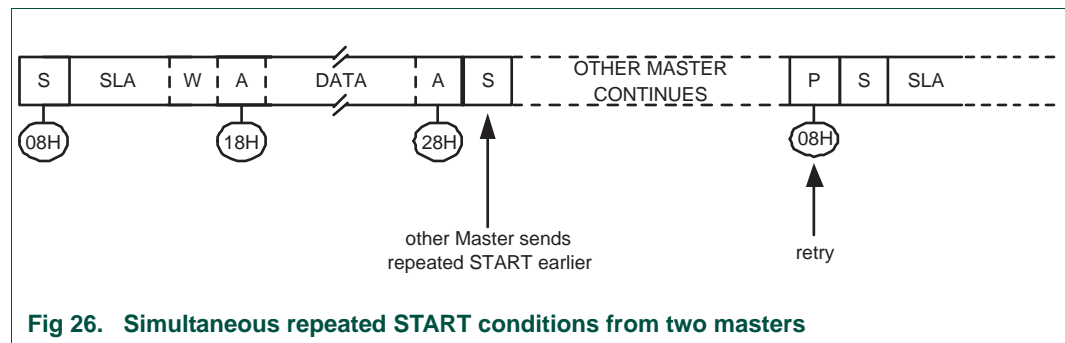 S SLA W A DATA A S OTHER MASTER CONTINUES P S SLA
08H 18H 28H 08H
other Master sends
repeated START earlier
retry
Fig 26. Simultaneous repeated START conditions from two masters